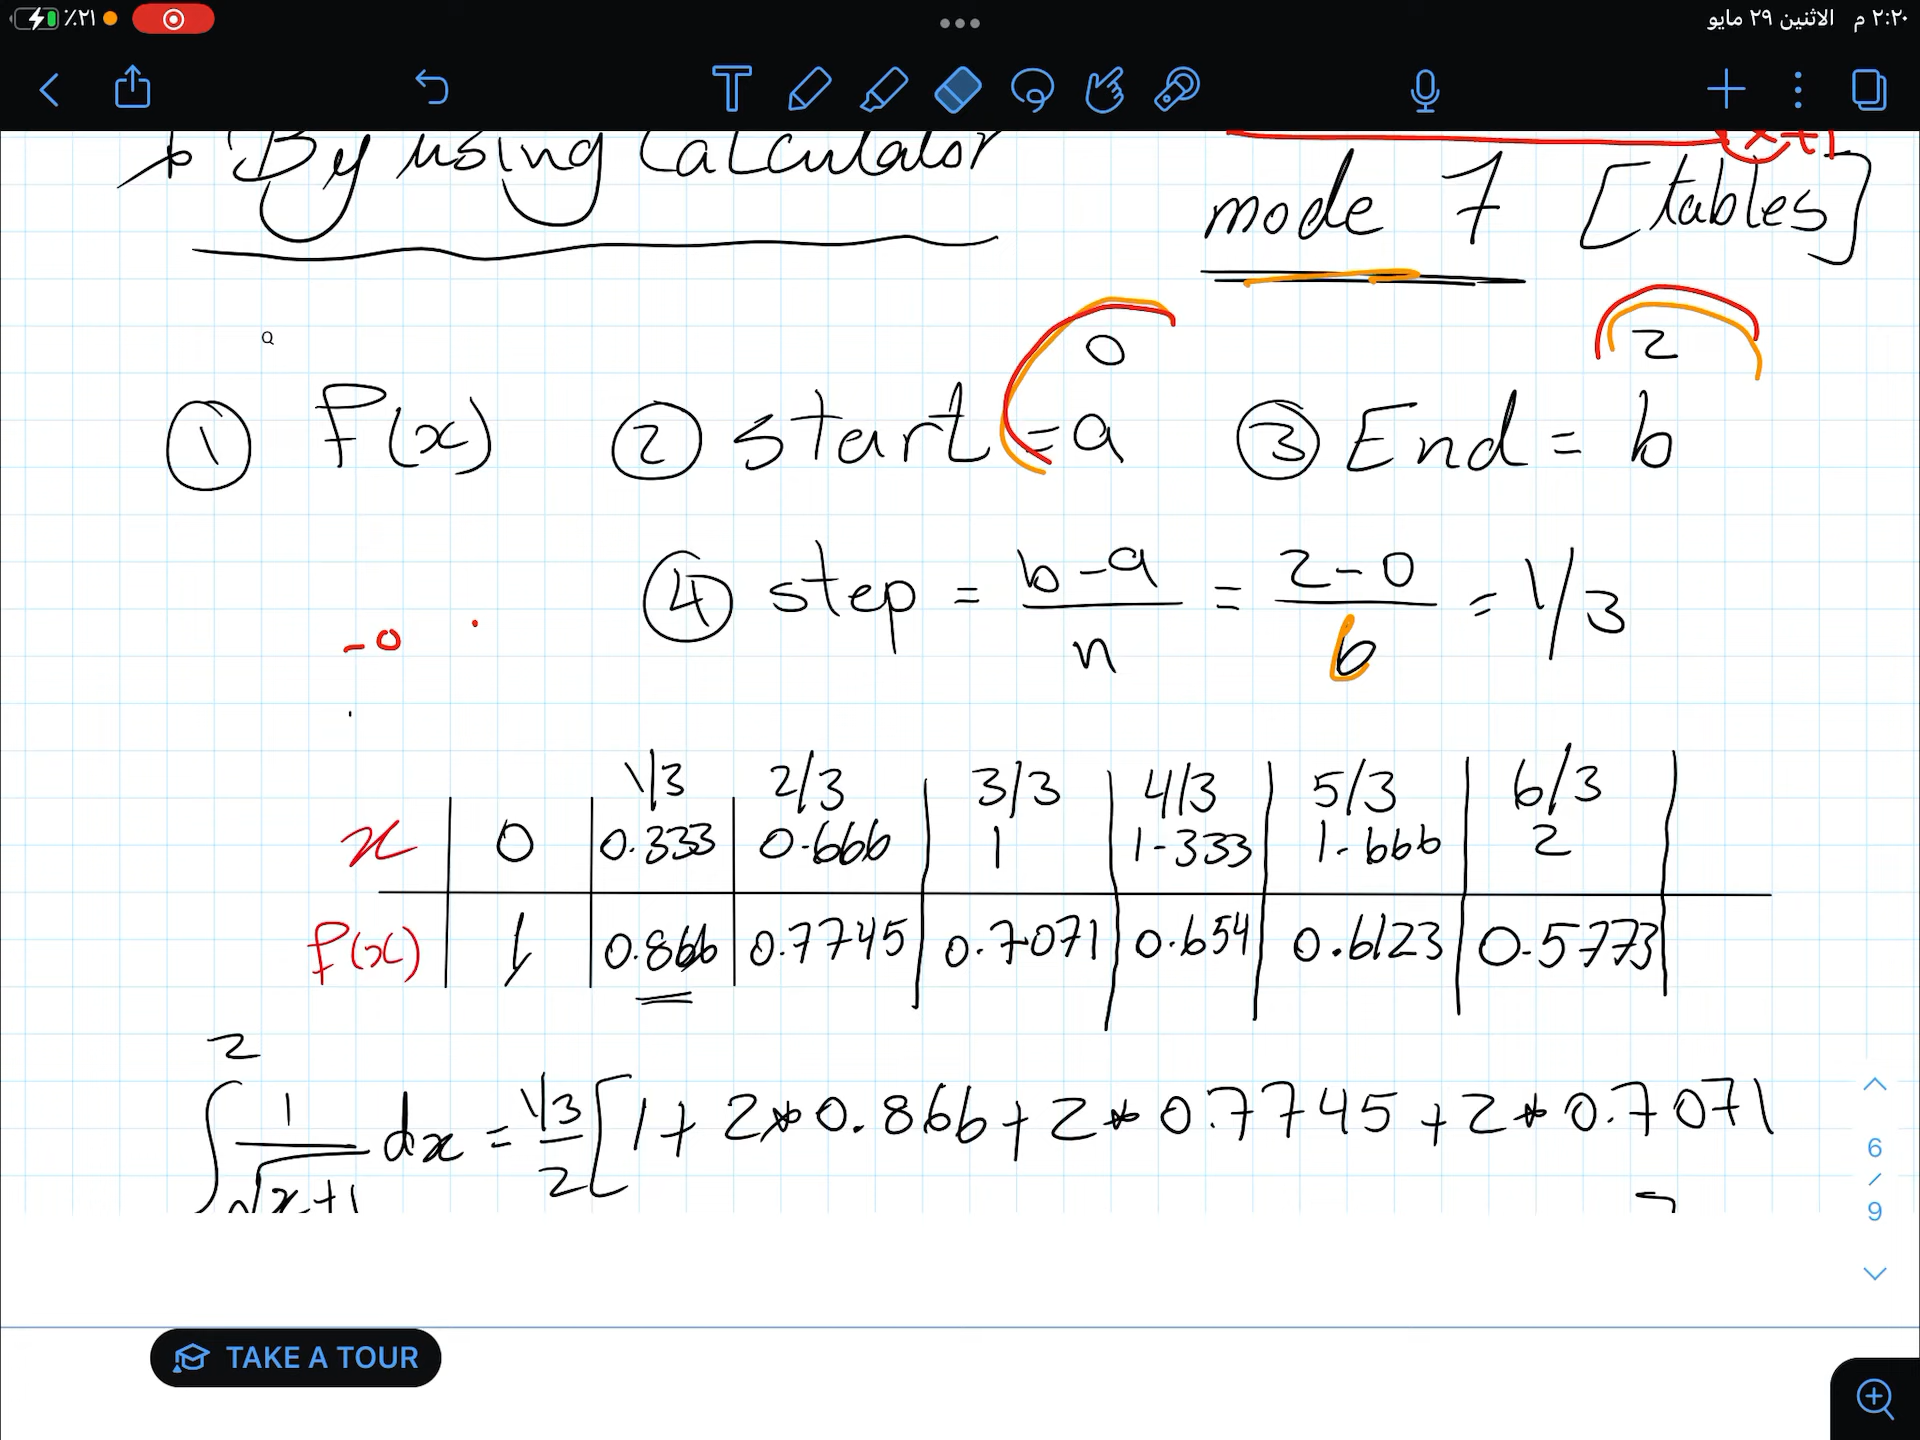 ٪٢١
٢:٢٠ م الاثنين ٢٩ مايو
By using Calculator
x+1
mode 7 [tables]
0
2
① F(x) ② start = a ③ End = b
④ step = b-a / n = 2-0 / 6 = 1/3
1/3 2/3 3/3 4/3 5/3 6/3
x 0 0.333 0.666 1 1.333 1.666 2
F(x) 1 0.866 0.7745 0.7071 0.654 0.6123 0.5773
2
∫ 1/√x+1 dx = 1/3 / 2 [1 + 2*0.866 + 2*0.7745 + 2*0.7071
6
/
9
TAKE A TOUR